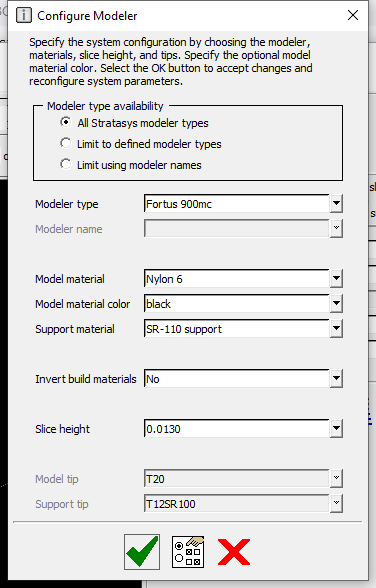 Configure Modeler
Specify the system configuration by choosing the modeler,
materials, slice height, and tips. Specify the optional model
material color. Select the OK button to accept changes and
reconfigure system parameters.
Modeler type availability
All Stratasys modeler types
Limit to defined modeler types
Limit using modeler names
Modeler type Fortus 900mc
Modeler name
Model material Nylon 6
Model material color black
Support material SR-110 support
Invert build materials No
Slice height 0.0130
Model tip T20
Support tip T12SR100